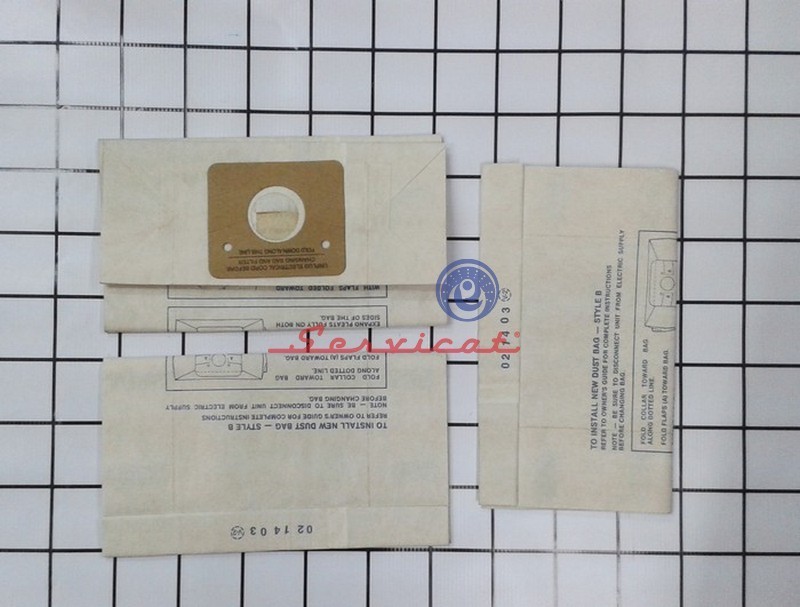 UNPLUG ELECTRICAL CORD BEFORE
CHANGING BAG AND FILTER
FOLD DOWN ALONG THIS LINE
WITH FLAPS FOLDED TOWARD
EXPAND PLEATS FULLY ON BOTH
SIDES OF THE BAG.
Servicat
TO INSTALL NEW DUST BAG — STYLE B
REFER TO OWNER'S GUIDE FOR COMPLETE INSTRUCTIONS
NOTE — BE SURE TO DISCONNECT UNIT FROM ELECTRIC SUPPLY
BEFORE CHANGING BAG
FOLD COLLAR TOWARD BAG
ALONG DOTTED LINE.
FOLD FLAPS (A) TOWARD BAG.
02 14 03
TO INSTALL NEW DUST BAG — STYLE B
REFER TO OWNER'S GUIDE FOR COMPLETE INSTRUCTIONS
NOTE — BE SURE TO DISCONNECT UNIT FROM ELECTRIC SUPPLY
BEFORE CHANGING BAG.
FOLD COLLAR TOWARD BAG
ALONG DOTTED LINE.
FOLD FLAPS (A) TOWARD BAG.
02 14 03